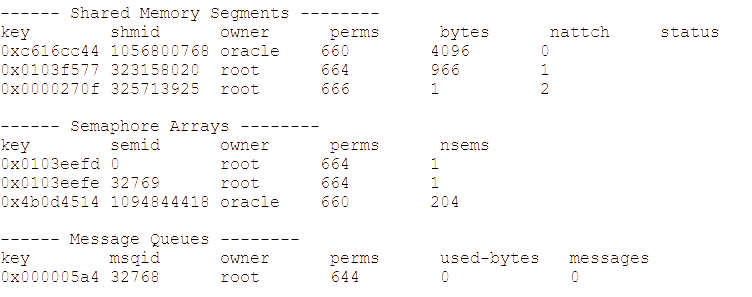 ------ Shared Memory Segments --------
key        shmid      owner      perms      bytes      nattch     status
0xc616cc44 1056800768 oracle    660        4096       0
0x0103f577 323158020  root      664        966        1
0x0000270f 325713925  root      666        1          2
------ Semaphore Arrays --------
key        semid      owner      perms      nsems
0x0103eefd 0          root      664        1
0x0103eefe 32769      root      664        1
0x4b0d4514 1094844418 oracle    660        204
------ Message Queues --------
key        msqid      owner      perms      used-bytes   messages
0x000005a4 32768      root       644        0            0